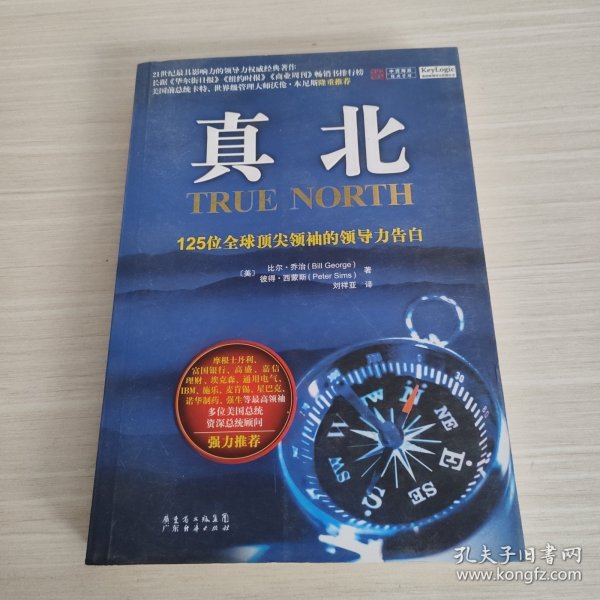 21世纪最具影响力的领导力权威经典著作
长踞《华尔街日报》《纽约时报》《商业周刊》畅销书排行榜
美国前总统卡特、世界级管理大师沃伦·本尼斯隆重推荐
KeyLogic
真 北
TRUE NORTH
125位全球顶尖领袖的领导力告白
〔美〕 比尔·乔治(Bill George) 著
彼得·西蒙斯(Peter Sims)
刘祥亚 译
摩根士丹利、
富国银行、高盛、嘉信
理财、埃克森、通用电气、
IBM、施乐、麦肯锡、星巴克、
诺华制药、强生等最高领袖
多位美国总统
资深总统顾问
强力推荐
NE
ENE
E
ESE
SE
SSE
S
SSW
SW
WSW
W
NW
广东省出版集团
广东经济出版社
孔夫子旧书网
www.kongfz.com